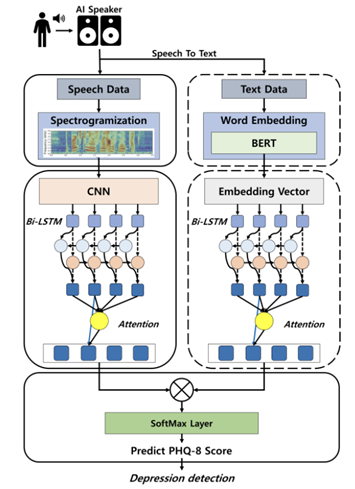 AI Speaker
Speech To Text
Speech Data
Text Data
Spectrogramization
Word Embedding
BERT
CNN
Embedding Vector
Bi-LSTM
Bi-LSTM
Attention
Attention
SoftMax Layer
Predict PHQ-8 Score
Depression detection